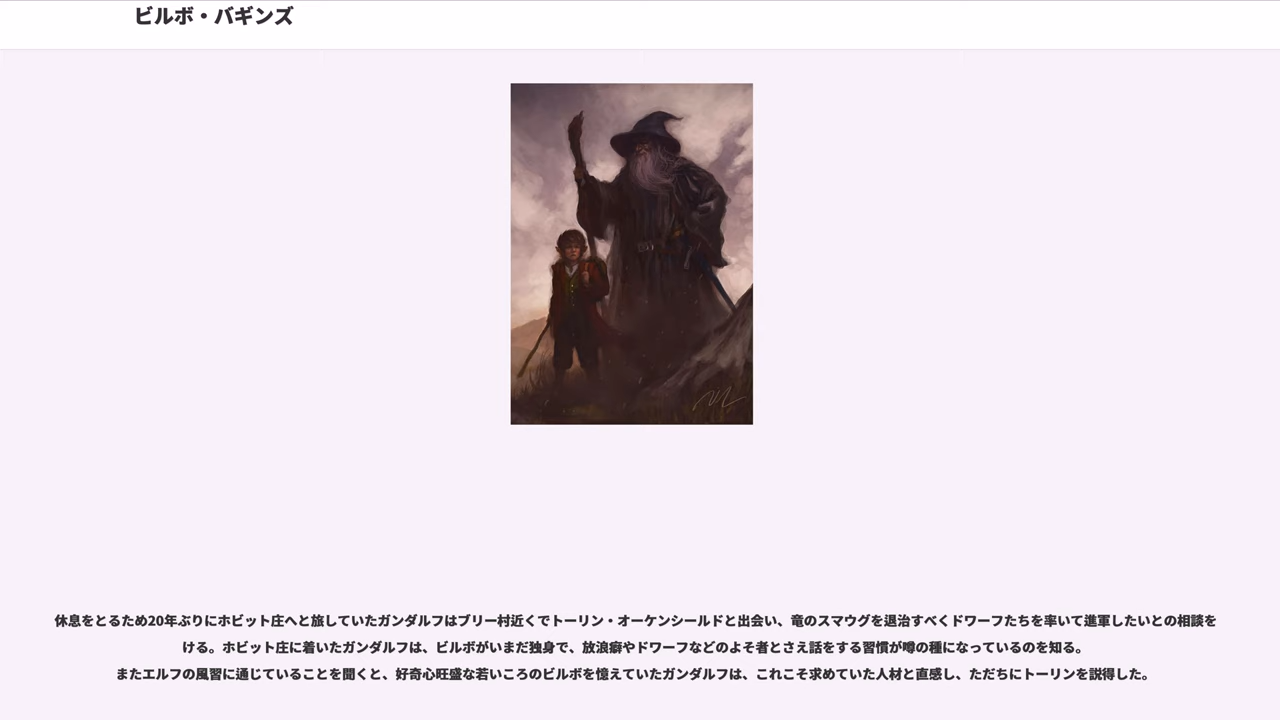 ビルボ・バギンズ
休息をとるため20年ぶりにホビット庄へと旅していたガンダルフはブリー村近くでトーリン・オーケンシールドと出会い、竜のスマウグを退治すべくドワーフたちを率いて進軍したいとの相談を
ける。ホビット庄に着いたガンダルフは、ビルボがいまだ独身で、放浪癖やドワーフなどのよそ者とさえ話をする習慣が噂の種になっているのを知る。
またエルフの風習に通じていることを聞くと、好奇心旺盛な若いころのビルボを憶えていたガンダルフは、これこそ求めていた人材と直感し、ただちにトーリンを説得した。